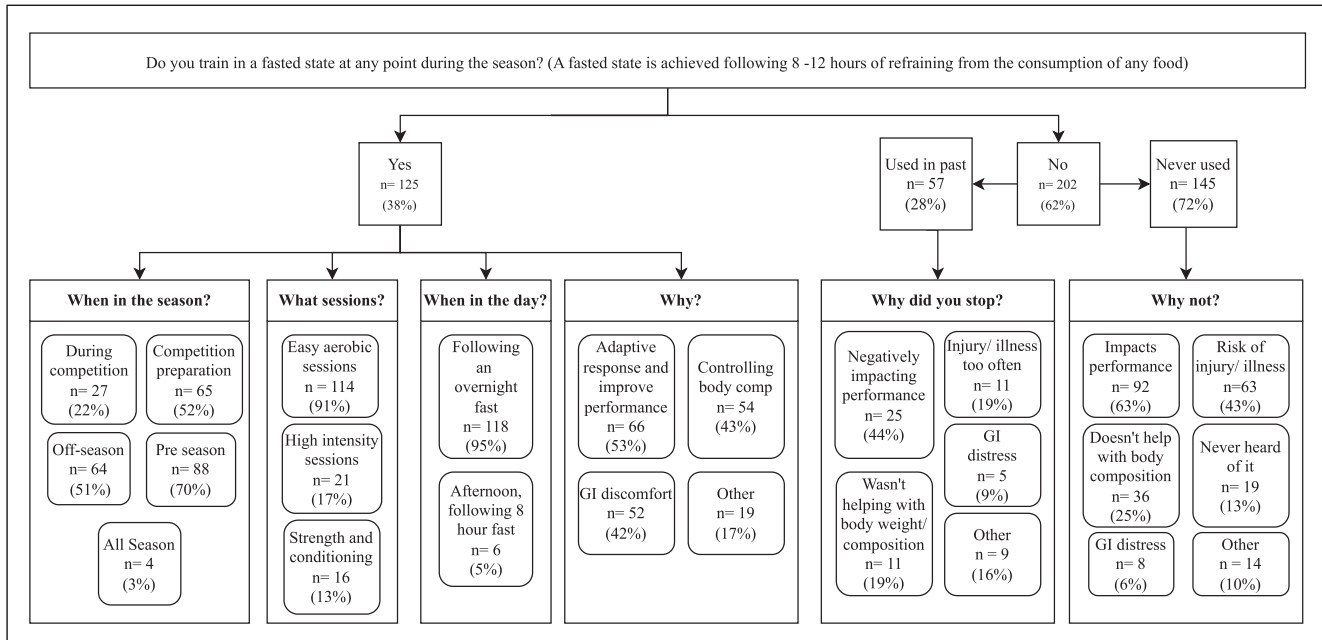 Do you train in a fasted state at any point during the season? (A fasted state is achieved following 8 -12 hours of refraining from the consumption of any food)
Yes
n= 125
(38%)
Used in past
n= 57
(28%)
No
n= 202
(62%)
Never used
n= 145
(72%)
When in the season?
During
competition
n= 27
(22%)
Competition
preparation
n= 65
(52%)
Off-season
n= 64
(51%)
Pre season
n= 88
(70%)
All Season
n= 4
(3%)
What sessions?
Easy aerobic
sessions
n = 114
(91%)
High intensity
sessions
n= 21
(17%)
Strength and
conditioning
n= 16
(13%)
When in the day?
Following
an
overnight
fast
n= 118
(95%)
Afternoon,
following 8
hour fast
n= 6
(5%)
Why?
Adaptive
response and
improve
performance
n= 66
(53%)
Controlling
body comp
n= 54
(43%)
GI discomfort
n= 52
(42%)
Other
n= 19
(17%)
Why did you stop?
Negatively
impacting
performance
n= 25
(44%)
Injury/ illness
too often
n= 11
(19%)
GI
distress
n= 5
(9%)
Wasn't
helping with
body weight/
composition
n= 11
(19%)
Other
n= 9
(16%)
Why not?
Impacts
performance
n= 92
(63%)
Risk of
injury/ illness
n=63
(43%)
Doesn't help
with body
composition
n= 36
(25%)
Never heard
of it
n= 19
(13%)
GI distress
n= 8
(6%)
Other
n= 14
(10%)